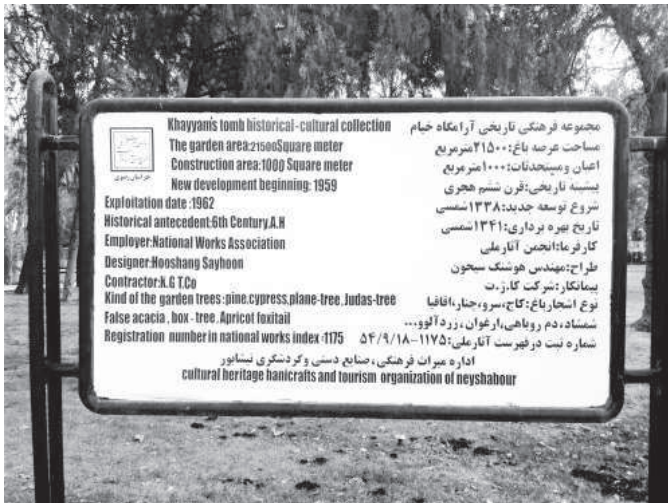 Khayyam's tomb historical-cultural collection
The garden area:21500Square meter
Construction area:1000 Square meter
New development beginning: 1959
Exploitation date :1962
Historical antecedent:6th Century.A.H
Employer:National Works Association
Designer:Hooshang Sayhoon
Contractor:K.G T.Co
Kind of the garden trees :pine,cypress,plane-tree, Judas-tree
False acacia , box - tree, Apricot foxitail
Registration number in national works index :1175
مجموعه فرهنگی تاریخی آرامگاه خیام
مساحت عرصه باغ:۲۱۵۰۰مترمربع
اعیان ومستحدثات:۱۰۰۰مترمربع
پیشینه تاریخی:قرن ششم هجری
شروع توسعه جدید:۱۳۳۸شمسی
تاریخ بهره برداری:۱۳۴۱شمسی
کارفرما:انجمن آثارملی
طراح:مهندس هوشنگ سیحون
پیمانکار:شرکت کا.ژ.ت
نوع اشجارباغ:کاج،سرو،چنار،اقاقیا
شمشاد،دم روباهی،ارغوان،زردآلوو...
شماره ثبت درفهرست آثارملی:۱۱۷۵-۵۴/۹/۱۸
خراسان رضوی
اداره میراث فرهنگی،صنایع دستی وگردشگری نیشابور
cultural heritage hanicrafts and tourism organization of neyshabour